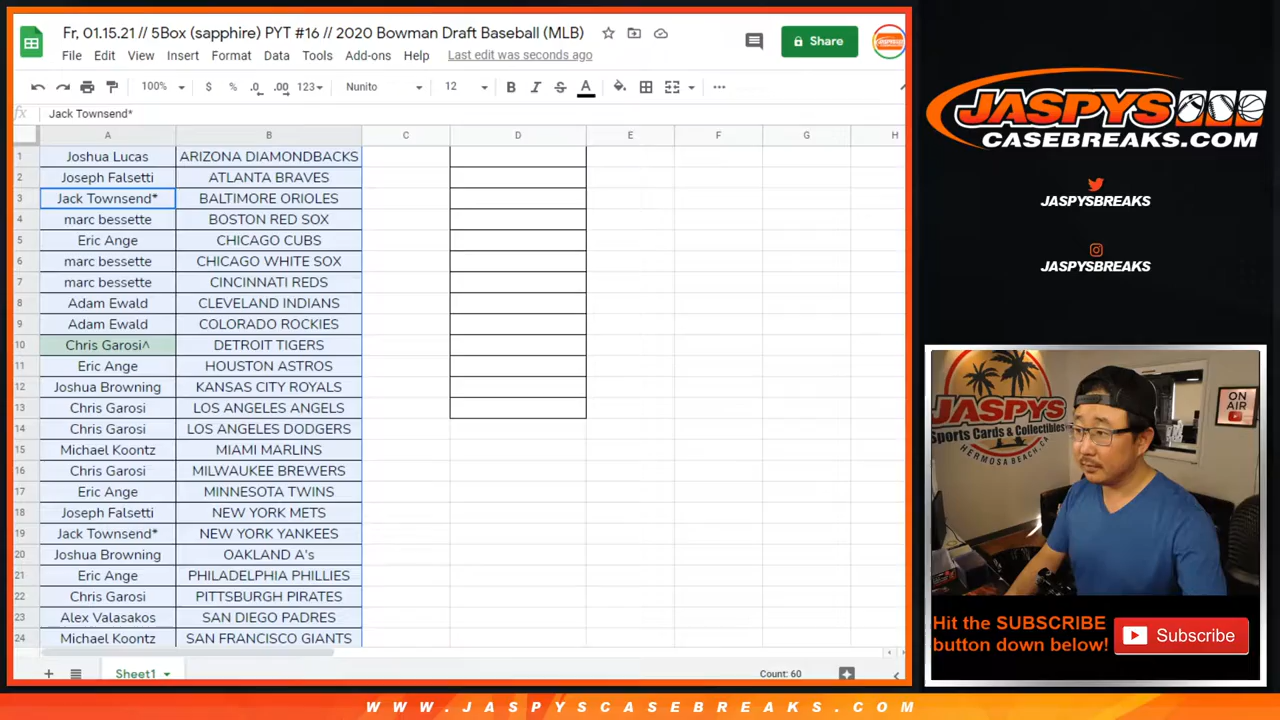 Fr, 01.15.21 // 5Box (sapphire) PYT #16 // 2020 Bowman Draft Baseball (MLB)
File Edit View Insert Format Data Tools Add-ons Help Last edit was seconds ago
Share
100% $ % .0 .00 123 Nunito 12 B I S A
fx Jack Townsend*
A B C D E F G H
1 Joshua Lucas ARIZONA DIAMONDBACKS
2 Joseph Falsetti ATLANTA BRAVES
3 Jack Townsend* BALTIMORE ORIOLES
4 marc bessette BOSTON RED SOX
5 Eric Ange CHICAGO CUBS
6 marc bessette CHICAGO WHITE SOX
7 marc bessette CINCINNATI REDS
8 Adam Ewald CLEVELAND INDIANS
9 Adam Ewald COLORADO ROCKIES
10 Chris Garosi^ DETROIT TIGERS
11 Eric Ange HOUSTON ASTROS
12 Joshua Browning KANSAS CITY ROYALS
13 Chris Garosi LOS ANGELES ANGELS
14 Chris Garosi LOS ANGELES DODGERS
15 Michael Koontz MIAMI MARLINS
16 Chris Garosi MILWAUKEE BREWERS
17 Eric Ange MINNESOTA TWINS
18 Joseph Falsetti NEW YORK METS
19 Jack Townsend* NEW YORK YANKEES
20 Joshua Browning OAKLAND A's
21 Eric Ange PHILADELPHIA PHILLIES
22 Chris Garosi PITTSBURGH PIRATES
23 Alex Valasakos SAN DIEGO PADRES
24 Michael Koontz SAN FRANCISCO GIANTS
Sheet1 Count: 60
JASPYS
CASEBREAKS.COM
JASPYSBREAKS
JASPYSBREAKS
JASPYS
Sports Cards & Collectibles
HERMOSA BEACH, CA
ON
AIR
Hit the SUBSCRIBE
button down below!
Subscribe
WWW.JASPYSCASEBREAKS.COM